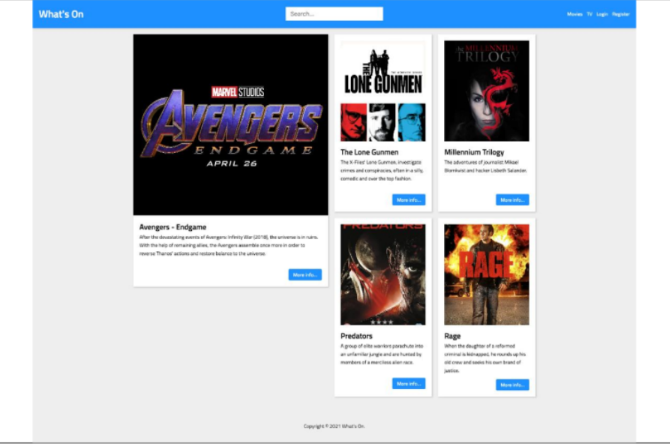 What's On
Search...
Movies TV Login Register
MARVEL STUDIOS
AVENGERS
ENDGAME
APRIL 26
Avengers - Endgame
After the devastating events of Avengers: Infinity War (2018), the universe is in ruins.
With the help of remaining allies, the Avengers assemble once more in order to
reverse Thanos' actions and restore balance to the universe.
More info...
THE
LONE GUNMEN
The Lone Gunmen
The X-Files' Lone Gunmen, investigate
crimes and conspiracies, often in a silly,
comedic and over the top fashion.
More info...
MILLENNIUM
TRILOGY
Millennium Trilogy
The adventures of journalist Mikael
Blomkvist and hacker Lisbeth Salander.
More info...
PREDATORS
Predators
A group of elite warriors parachute into
an unfamiliar jungle and are hunted by
members of a merciless alien race.
More info...
RAGE
Rage
When the daughter of a reformed
criminal is kidnapped, he rounds up his
old crew and seeks his own brand of
justice.
More info...
Copyright © 2021 What's On.